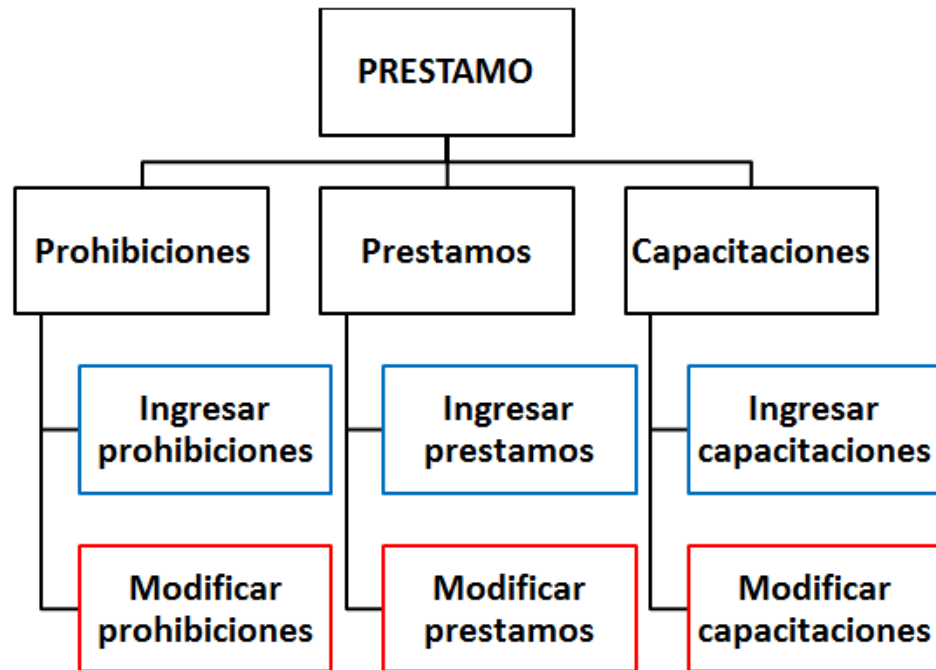 PRESTAMO
Prohibiciones
Prestamos
Capacitaciones
Ingresar
prohibiciones
Ingresar
prestamos
Ingresar
capacitaciones
Modificar
prohibiciones
Modificar
prestamos
Modificar
capacitaciones